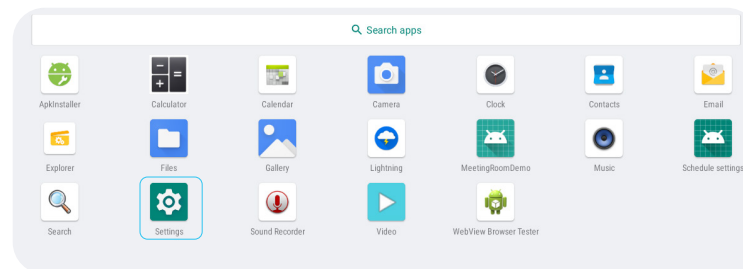 Search apps
ApkInstaller
Calculator
Calendar
Camera
Clock
Contacts
Email
Explorer
Files
Gallery
Lightning
MeetingRoomDemo
Music
Schedule settings
Search
Settings
Sound Recorder
Video
WebView Browser Tester